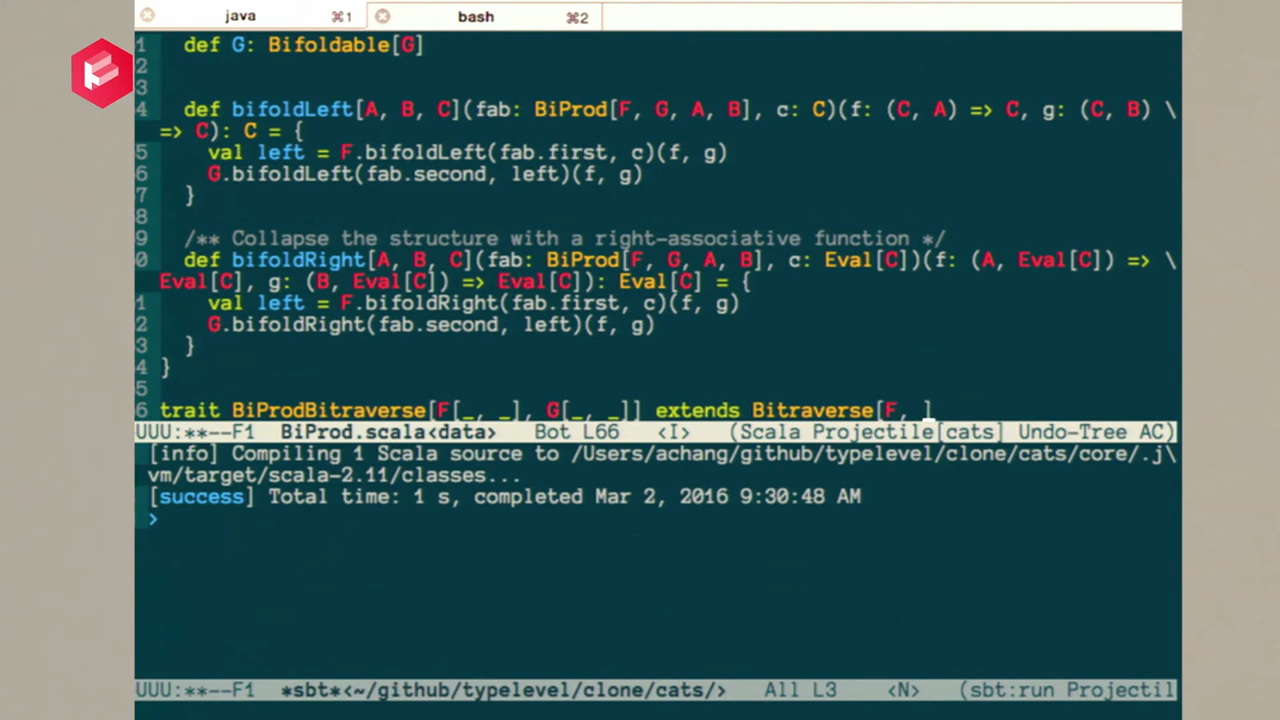 java ⌘1 bash ⌘2
1 def G: Bifoldable[G]
2
3
4 def bifoldLeft[A, B, C](fab: BiProd[F, G, A, B], c: C)(f: (C, A) => C, g: (C, B) \
=> C): C = {
5 val left = F.bifoldLeft(fab.first, c)(f, g)
6 G.bifoldLeft(fab.second, left)(f, g)
7 }
8
9 /** Collapse the structure with a right-associative function */
0 def bifoldRight[A, B, C](fab: BiProd[F, G, A, B], c: Eval[C])(f: (A, Eval[C]) => \
Eval[C], g: (B, Eval[C]) => Eval[C]): Eval[C] = {
1 val left = F.bifoldRight(fab.first, c)(f, g)
2 G.bifoldRight(fab.second, left)(f, g)
3 }
4 }
5
6 trait BiProdBitraverse[F[_, _], G[_, _]] extends Bitraverse[F, ]
UUU:**--F1 BiProd.scala<data> Bot L66 <I> (Scala Projectile[cats] Undo-Tree AC)
[info] Compiling 1 Scala source to /Users/achang/github/typelevel/clone/cats/core/.j\
vm/target/scala-2.11/classes...
[success] Total time: 1 s, completed Mar 2, 2016 9:30:48 AM
>
UUU:**--F1 *sbt*<~/github/typelevel/clone/cats/> All L3 <N> (sbt:run Projectil